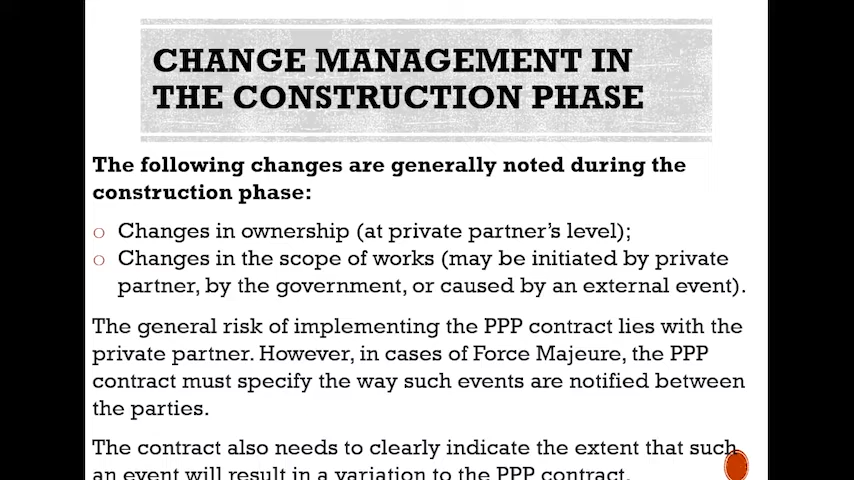 CHANGE MANAGEMENT IN
THE CONSTRUCTION PHASE
The following changes are generally noted during the
construction phase:
o Changes in ownership (at private partner's level);
o Changes in the scope of works (may be initiated by private
partner, by the government, or caused by an external event).
The general risk of implementing the PPP contract lies with the
private partner. However, in cases of Force Majeure, the PPP
contract must specify the way such events are notified between
the parties.
The contract also needs to clearly indicate the extent that such
an event will result in a variation to the PPP contract.